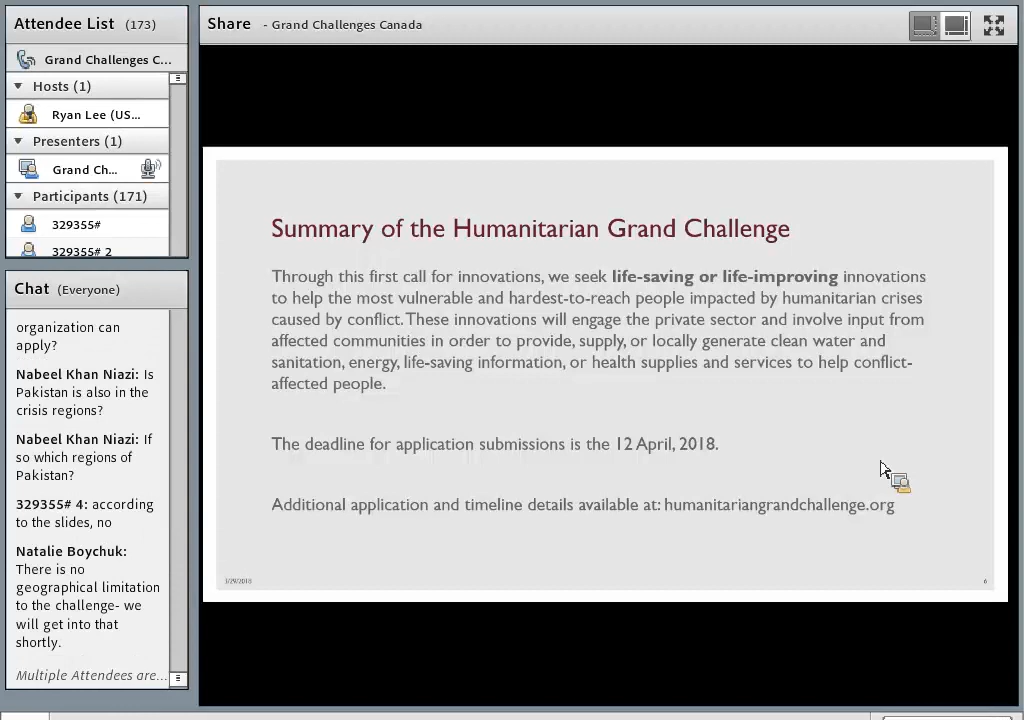 Attendee List (173)
Grand Challenges C...
Hosts (1)
Ryan Lee (US...
Presenters (1)
Grand Ch...
Participants (171)
329355#
329355# 2
Chat (Everyone)
organization can
apply?
Nabeel Khan Niazi: Is
Pakistan is also in the
crisis regions?
Nabeel Khan Niazi: If
so which regions of
Pakistan?
329355# 4: according
to the slides, no
Natalie Boychuk:
There is no
geographical limitation
to the challenge- we
will get into that
shortly.
Multiple Attendees are...
Share - Grand Challenges Canada
Summary of the Humanitarian Grand Challenge
Through this first call for innovations, we seek life-saving or life-improving innovations
to help the most vulnerable and hardest-to-reach people impacted by humanitarian crises
caused by conflict. These innovations will engage the private sector and involve input from
affected communities in order to provide, supply, or locally generate clean water and
sanitation, energy, life-saving information, or health supplies and services to help conflict-
affected people.
The deadline for application submissions is the 12 April, 2018.
Additional application and timeline details available at: humanitariangrandchallenge.org
6